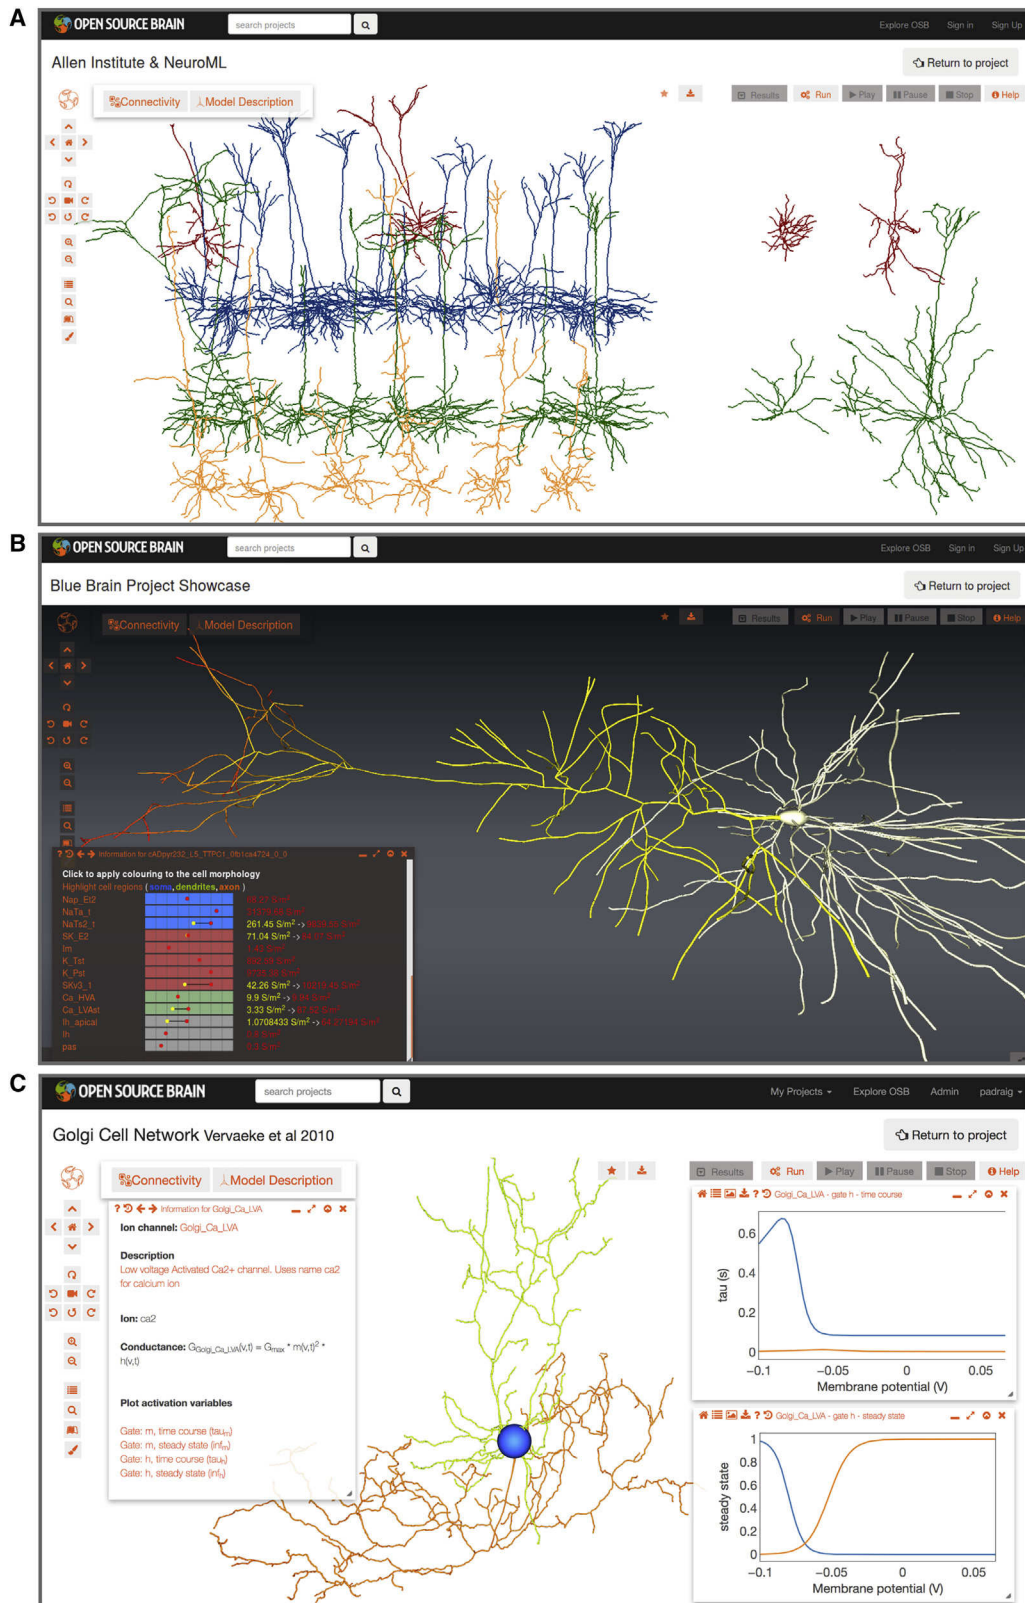 A
OPEN SOURCE BRAIN
search projects
Explore OSB Sign in Sign Up
Allen Institute & NeuroML
Return to project
Connectivity Model Description
Results Run Play Pause Stop Help
B
OPEN SOURCE BRAIN
search projects
Explore OSB Sign in Sign Up
Blue Brain Project Showcase
Return to project
Connectivity Model Description
Results Run Play Pause Stop Help
Click to apply colouring to the cell morphology
Highlight cell regions (soma, dendrites, axon )
Nap_Et2
NaTa_t
NaTs2_t 261.45 S/m² ->
SK_E2 71.04 S/m² ->
Im
K_Tst
K_Pst
SKv3_1 42.26 S/m² ->
Ca_HVA 9.9 S/m² ->
Ca_LVAst 3.33 S/m² ->
Ih_apical 1.0708433 S/m² ->
Ih
pas
C
OPEN SOURCE BRAIN
search projects
My Projects Explore OSB Admin padraig
Golgi Cell Network Vervaeke et al 2010
Return to project
Connectivity Model Description
Results Run Play Pause Stop Help
Information for Golgi_Ca_LVA
Ion channel: Golgi_Ca_LVA
Description
Low voltage Activated Ca2+ channel. Uses name ca2
for calcium ion
Ion: ca2
Conductance: G_Golgi_Ca_LVA(v,t) = G_max * m(v,t)² *
h(v,t)
Plot activation variables
Gate: m, time course (tau_m)
Gate: m, steady state (inf_m)
Gate: h, time course (tau_h)
Gate: h, steady state (inf_h)
Golgi_Ca_LVA - gate h - time course
tau (s)
0.6
0.4
0.2
0
−0.1 −0.05 0 0.05
Membrane potential (V)
Golgi_Ca_LVA - gate h - steady state
steady state
1
0.8
0.6
0.4
0.2
0
−0.1 −0.05 0 0.05
Membrane potential (V)